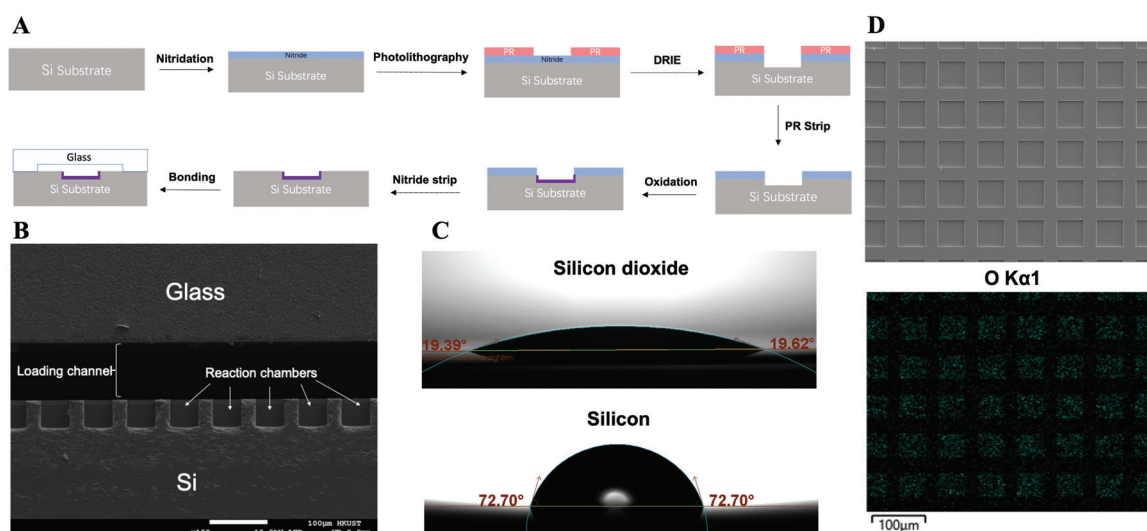 A
Si Substrate
Nitridation
Nitride
Si Substrate
Photolithography
PR
PR
Nitride
Si Substrate
DRIE
PR
PR
Si Substrate
PR Strip
Si Substrate
Oxidation
Si Substrate
Nitride strip
Si Substrate
Bonding
Glass
Si Substrate
B
Glass
Loading channel
Reaction chambers
Si
100µm HKUST
C
Silicon dioxide
19.39°
19.62°
Silicon
72.70°
72.70°
D
O Kα1
100µm